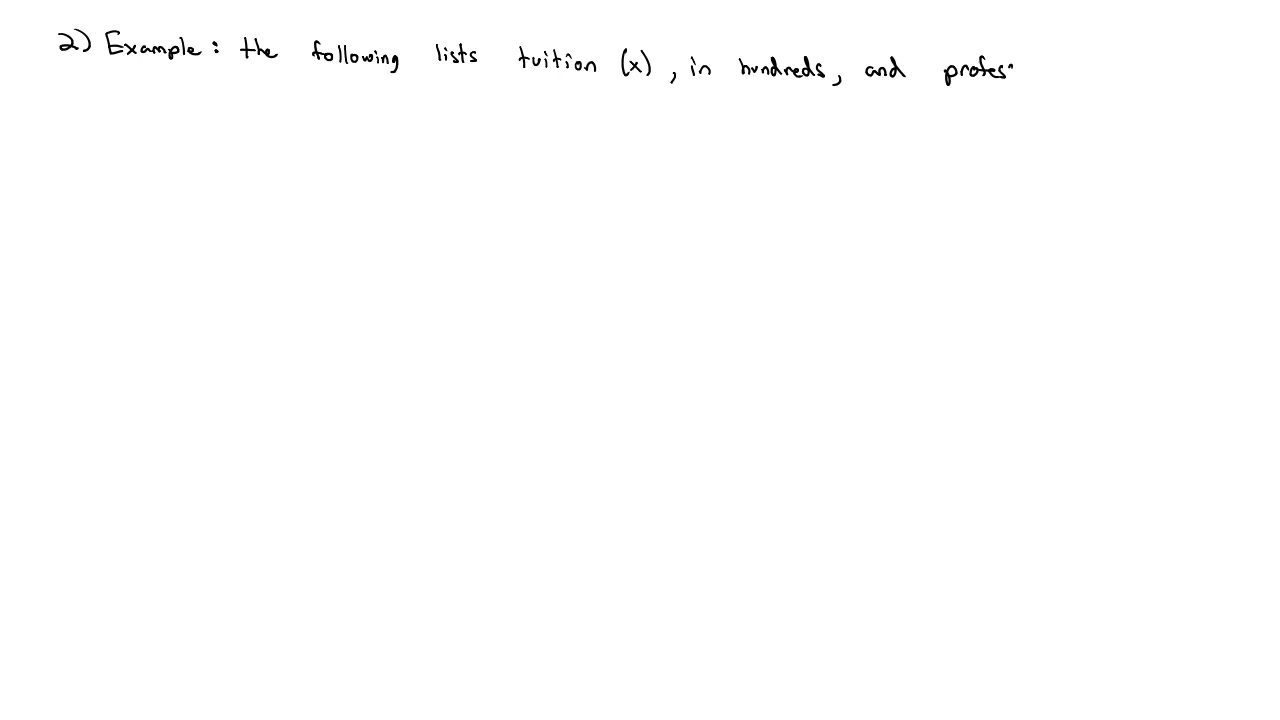 2) Example: the following lists tuition (x), in hundreds, and profes